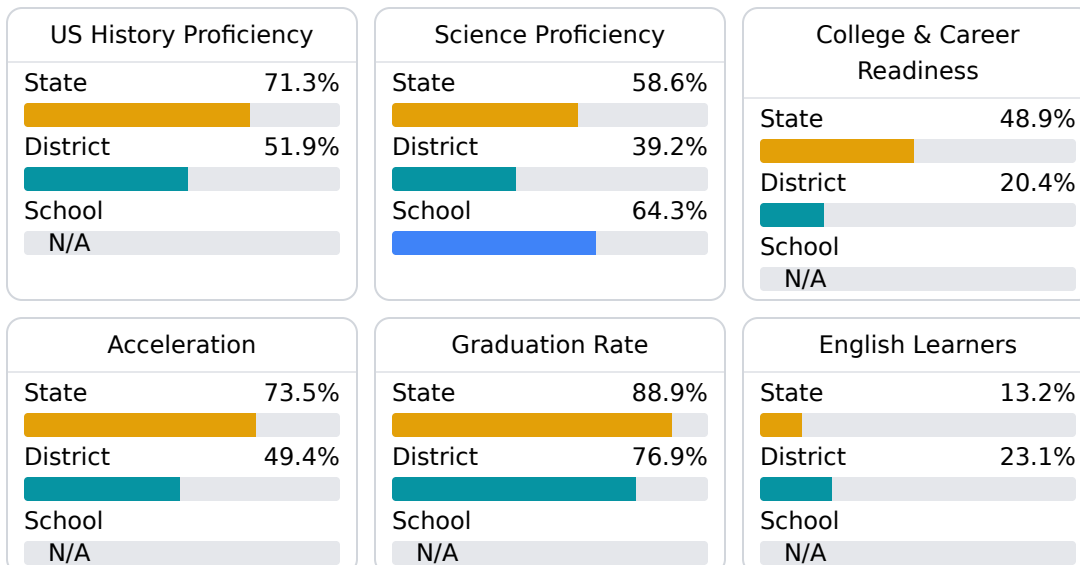 US History Proficiency
State 71.3%
District 51.9%
School
N/A
Science Proficiency
State 58.6%
District 39.2%
School 64.3%
College & Career
Readiness
State 48.9%
District 20.4%
School
N/A
Acceleration
State 73.5%
District 49.4%
School
N/A
Graduation Rate
State 88.9%
District 76.9%
School
N/A
English Learners
State 13.2%
District 23.1%
School
N/A